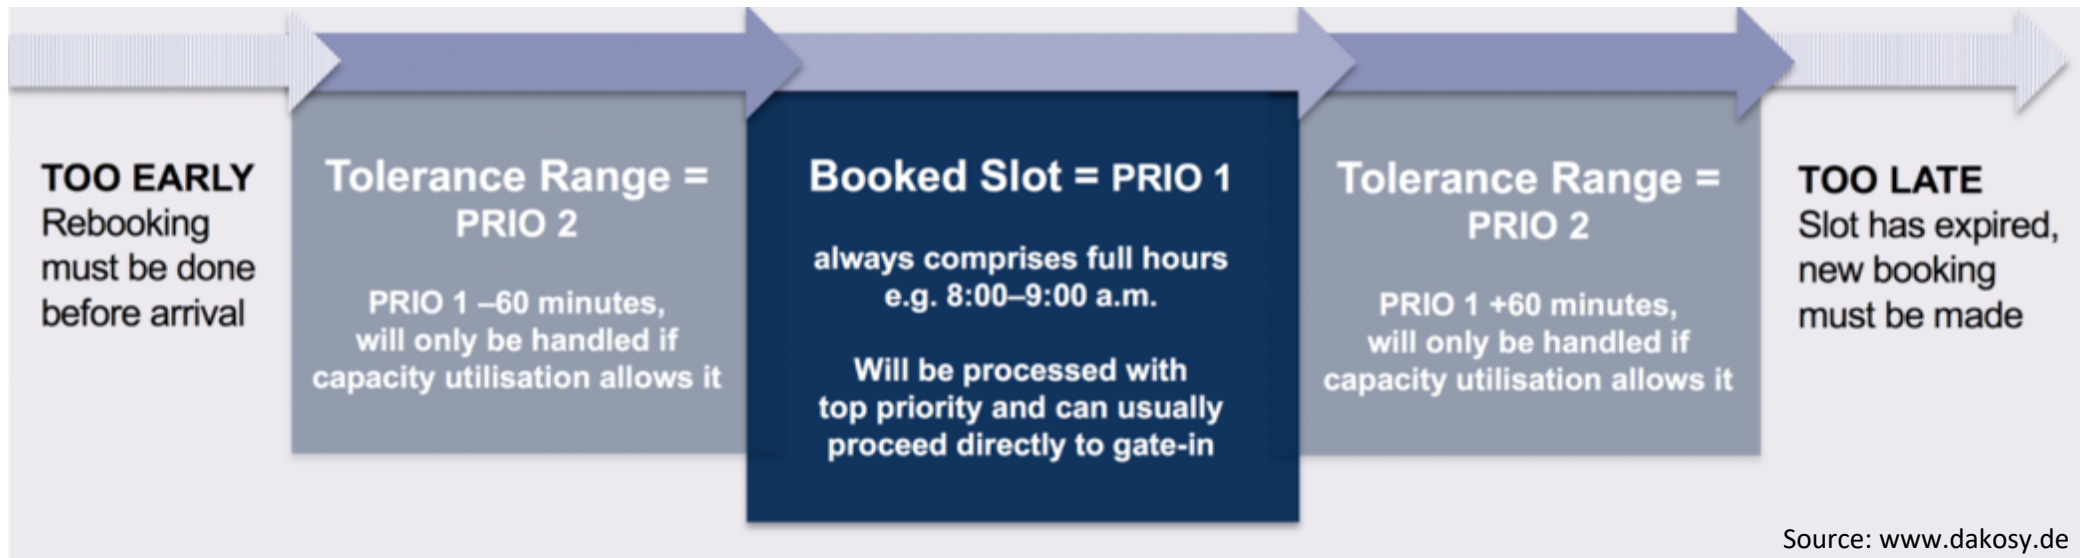 TOO EARLY
Rebooking
must be done
before arrival
Tolerance Range =
PRIO 2
PRIO 1 –60 minutes,
will only be handled if
capacity utilisation allows it
Booked Slot = PRIO 1
always comprises full hours
e.g. 8:00–9:00 a.m.
Will be processed with
top priority and can usually
proceed directly to gate-in
Tolerance Range =
PRIO 2
PRIO 1 +60 minutes,
will only be handled if
capacity utilisation allows it
TOO LATE
Slot has expired,
new booking
must be made
Source: www.dakosy.de